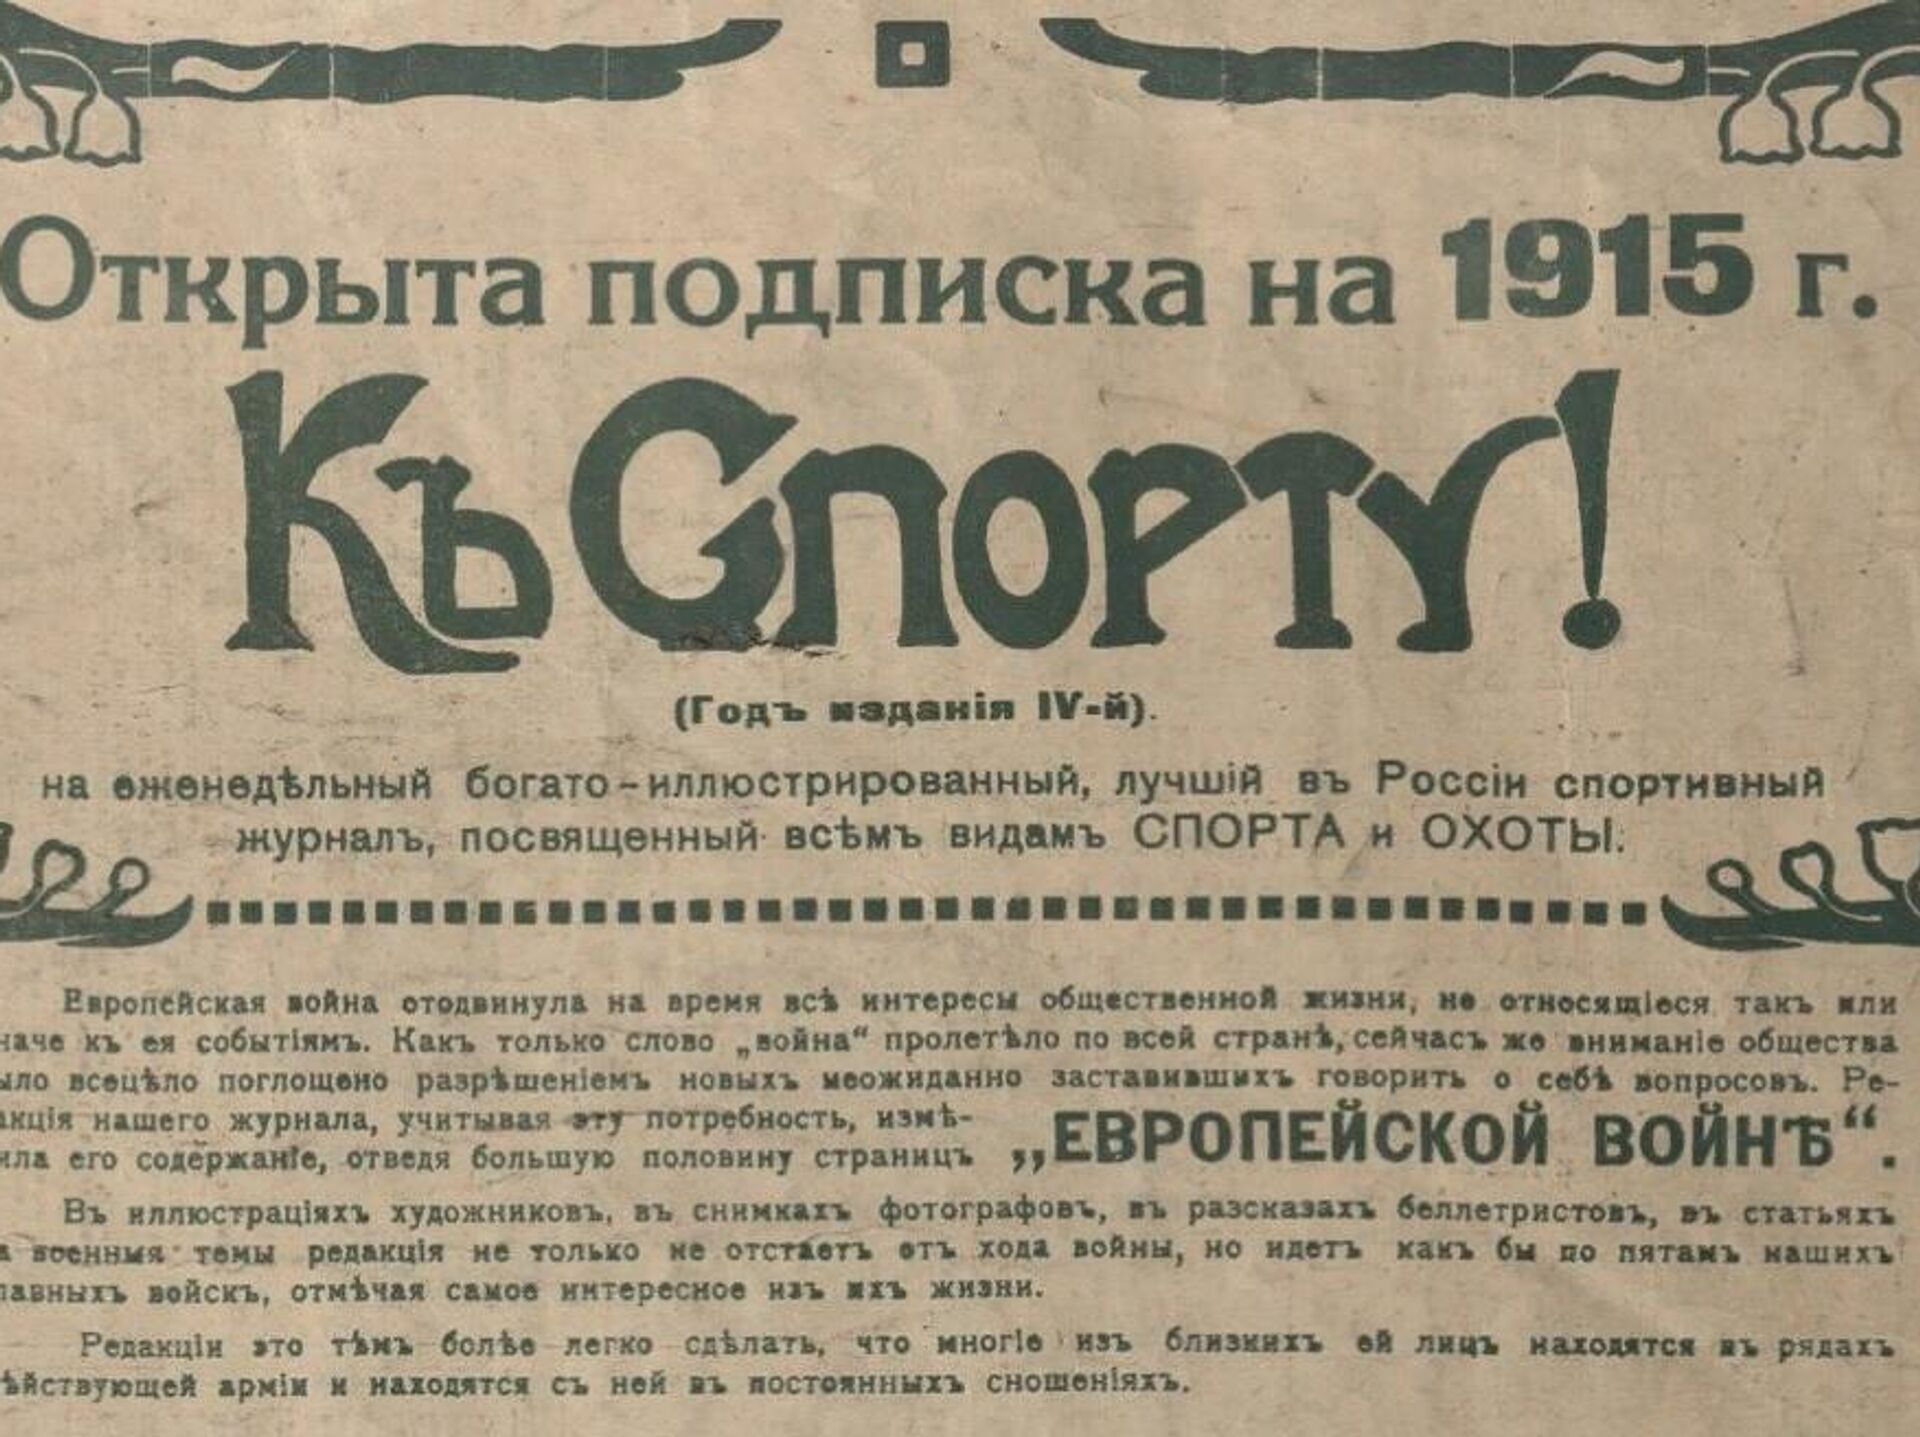 Открыта подписка на 1915 г.
Къ Спорту!
(Годъ изданія IV-й).
на еженедѣльный богато-иллюстрированный, лучшій въ Россіи спортивный
журналъ, посвященный всѣмъ видамъ СПОРТА и ОХОТЫ.
Европейская война отодвинула на время всѣ интересы общественной жизни, не относящіеся такъ или
наче къ ея событіямъ. Какъ только слово „война“ пролетѣло по всей странѣ, сейчасъ же вниманіе общества
ыло всецѣло поглощено разрѣшеніемъ новыхъ неожиданно заставившихъ говорить о себѣ вопросовъ. Ре-
акція нашего журнала, учитывая эту потребность, измѣ-
ила его содержаніе, отведя большую половину страницъ „ЕВРОПЕЙСКОЙ ВОЙНѢ“.
Въ иллюстраціяхъ художниковъ, въ снимкахъ фотографовъ, въ разсказахъ беллетристовъ, въ статьяхъ
а военныя темы редакція не только не отстаетъ отъ хода войны, но идетъ какъ бы по пятамъ нашихъ
лавныхъ войскъ, отмѣчая самое интересное изъ ихъ жизни.
Редакціи это тѣмъ болѣе легко сдѣлать, что многіе изъ близкихъ ей лицъ находятся въ рядахъ
ѣйствующей арміи и находятся съ ней въ постоянныхъ сношеніяхъ.